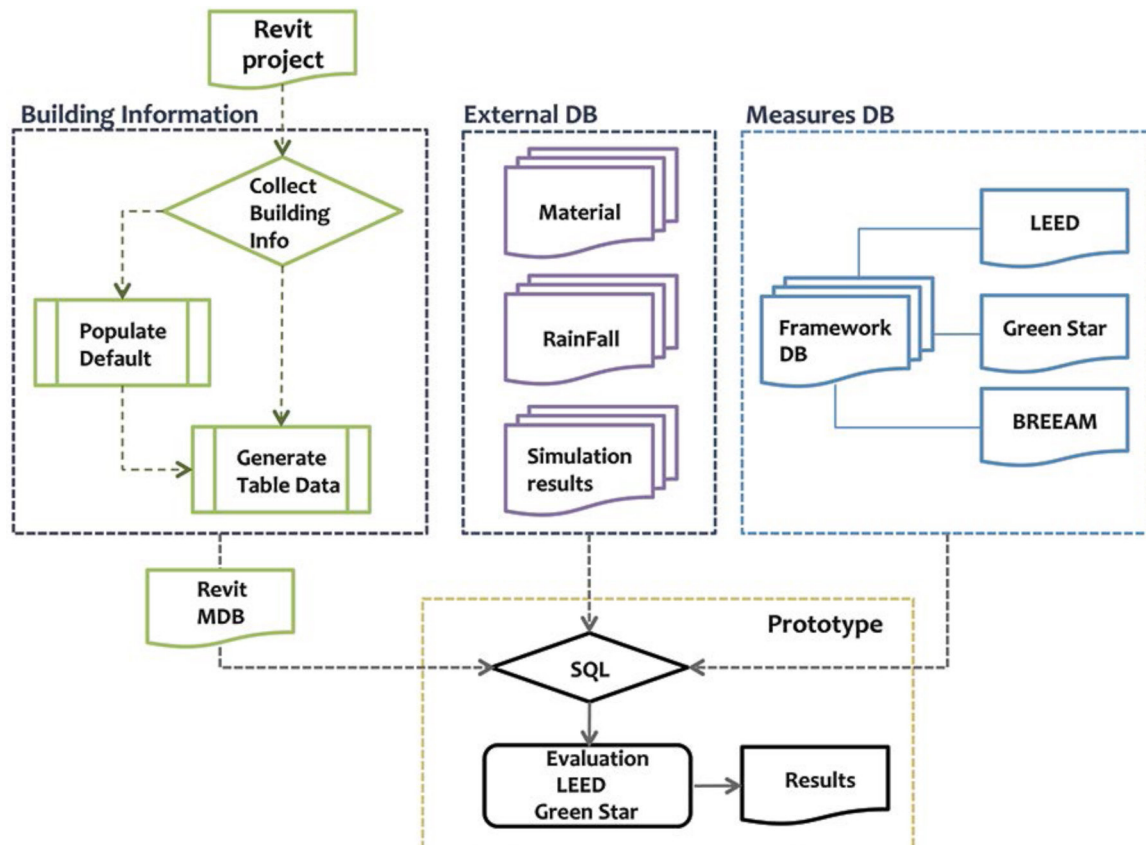 Revit
project
Building Information
External DB
Measures DB
Collect
Building
Info
Populate
Default
Generate
Table Data
Material
RainFall
Simulation
results
Framework
DB
LEED
Green Star
BREEAM
Revit
MDB
Prototype
SQL
Evaluation
LEED
Green Star
Results